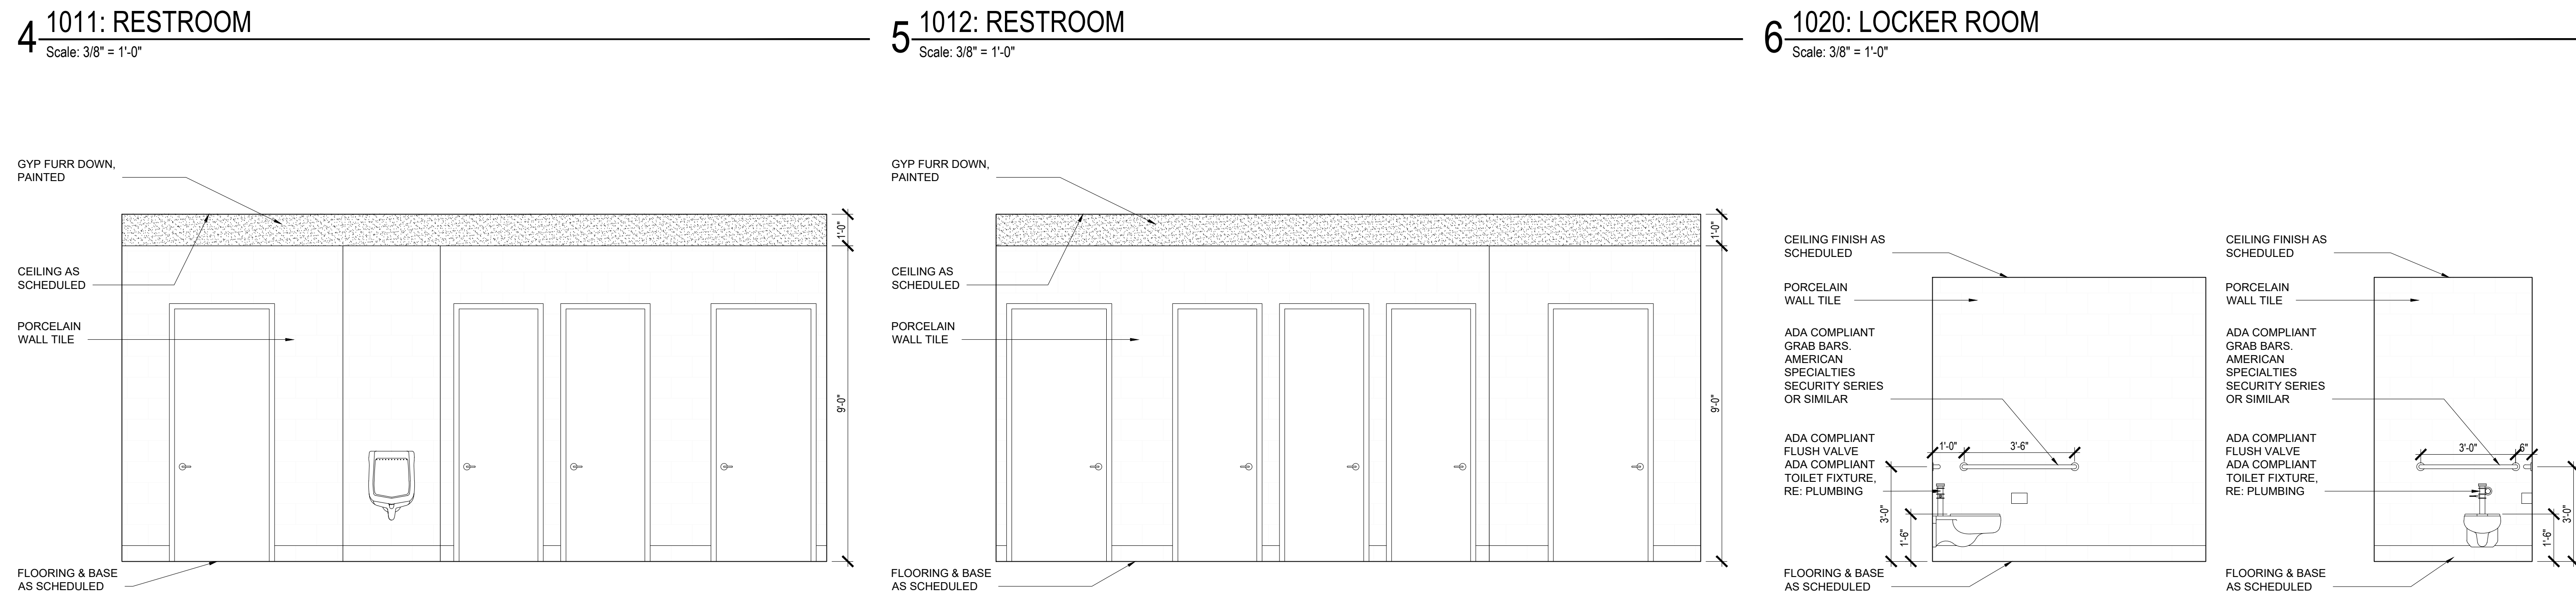 4
1011: RESTROOM
Scale: 3/8" = 1'-0"
5
1012: RESTROOM
Scale: 3/8" = 1'-0"
6
1020: LOCKER ROOM
Scale: 3/8" = 1'-0"
GYP FURR DOWN,
PAINTED
CEILING AS
SCHEDULED
PORCELAIN
WALL TILE
FLOORING & BASE
AS SCHEDULED
1'-0"
9'-0"
GYP FURR DOWN,
PAINTED
CEILING AS
SCHEDULED
PORCELAIN
WALL TILE
FLOORING & BASE
AS SCHEDULED
1'-0"
9'-0"
CEILING FINISH AS
SCHEDULED
PORCELAIN
WALL TILE
ADA COMPLIANT
GRAB BARS.
AMERICAN
SPECIALTIES
SECURITY SERIES
OR SIMILAR
ADA COMPLIANT
FLUSH VALVE
ADA COMPLIANT
TOILET FIXTURE,
RE: PLUMBING
FLOORING & BASE
AS SCHEDULED
1'-0"
3'-6"
3'-0"
1'-6"
CEILING FINISH AS
SCHEDULED
PORCELAIN
WALL TILE
ADA COMPLIANT
GRAB BARS.
AMERICAN
SPECIALTIES
SECURITY SERIES
OR SIMILAR
ADA COMPLIANT
FLUSH VALVE
ADA COMPLIANT
TOILET FIXTURE,
RE: PLUMBING
FLOORING & BASE
AS SCHEDULED
3'-0"
6"
1'-6"
3'-0"